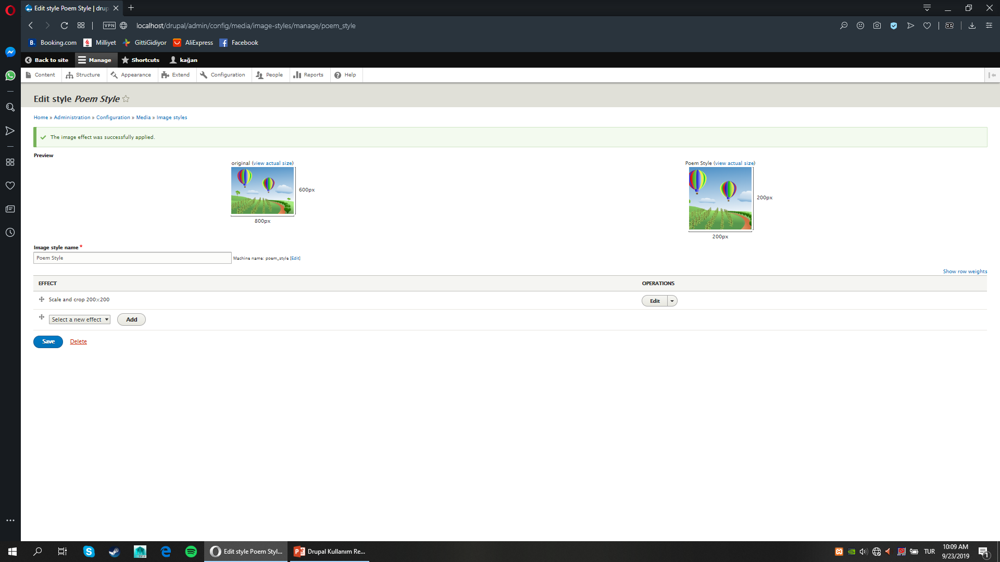 Edit style Poem Style | drup
VPN
localhost/drupal/admin/config/media/image-styles/manage/poem_style
B. Booking.com Milliyet GittiGidiyor AliExpress Facebook
Back to site Manage Shortcuts kağan
Content Structure Appearance Extend Configuration People Reports Help
Edit style Poem Style
Home » Administration » Configuration » Media » Image styles
The image effect was successfully applied.
Preview
original (view actual size)
600px
800px
Poem Style (view actual size)
200px
200px
Image style name *
Poem Style
Machine name: poem_style [Edit]
Show row weights
EFFECT OPERATIONS
Scale and crop 200x200 Edit
Select a new effect Add
Save Delete
Edit style Poem Styl... Drupal Kullanım Re...
TUR
10:09 AM
9/23/2019
1